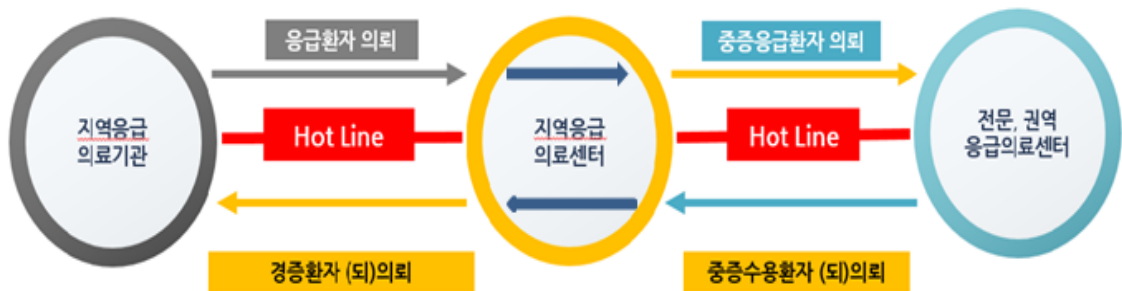 응급환자 의뢰
중증응급환자 의뢰
지역응급
의료기관
Hot Line
지역응급
의료센터
Hot Line
전문, 권역
응급의료센터
경증환자 (되)의뢰
중증수용환자 (되)의뢰